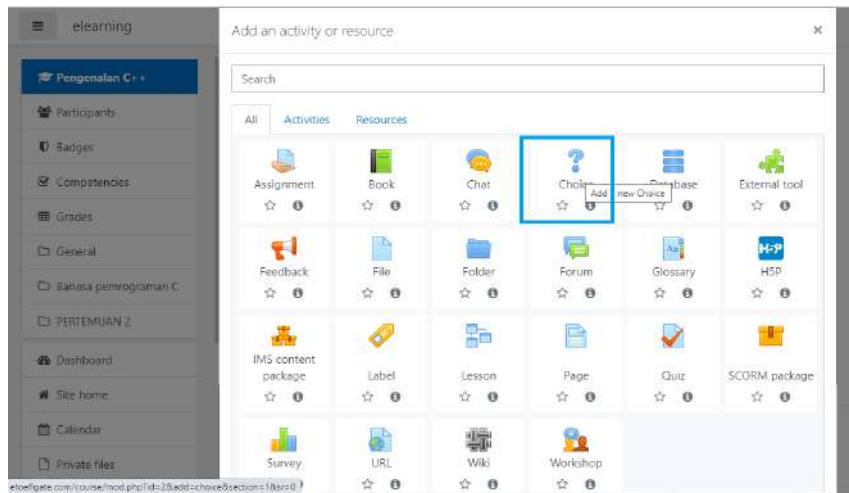 elearning
Add an activity or resource
×
Pengenalan C++
Search
Participants
All Activities Resources
Badges
Competencies
Assignment Book Chat Choice Database External tool
Add new Choice
Grades
General
Feedback File Folder Forum Glossary H5P
H5P
Bahasa pemrograman C
PERTEMUAN 2
Dashboard
IMS content
package Label Lesson Page Quiz SCORM package
Site home
Calendar
Private files
Survey URL Wiki Workshop